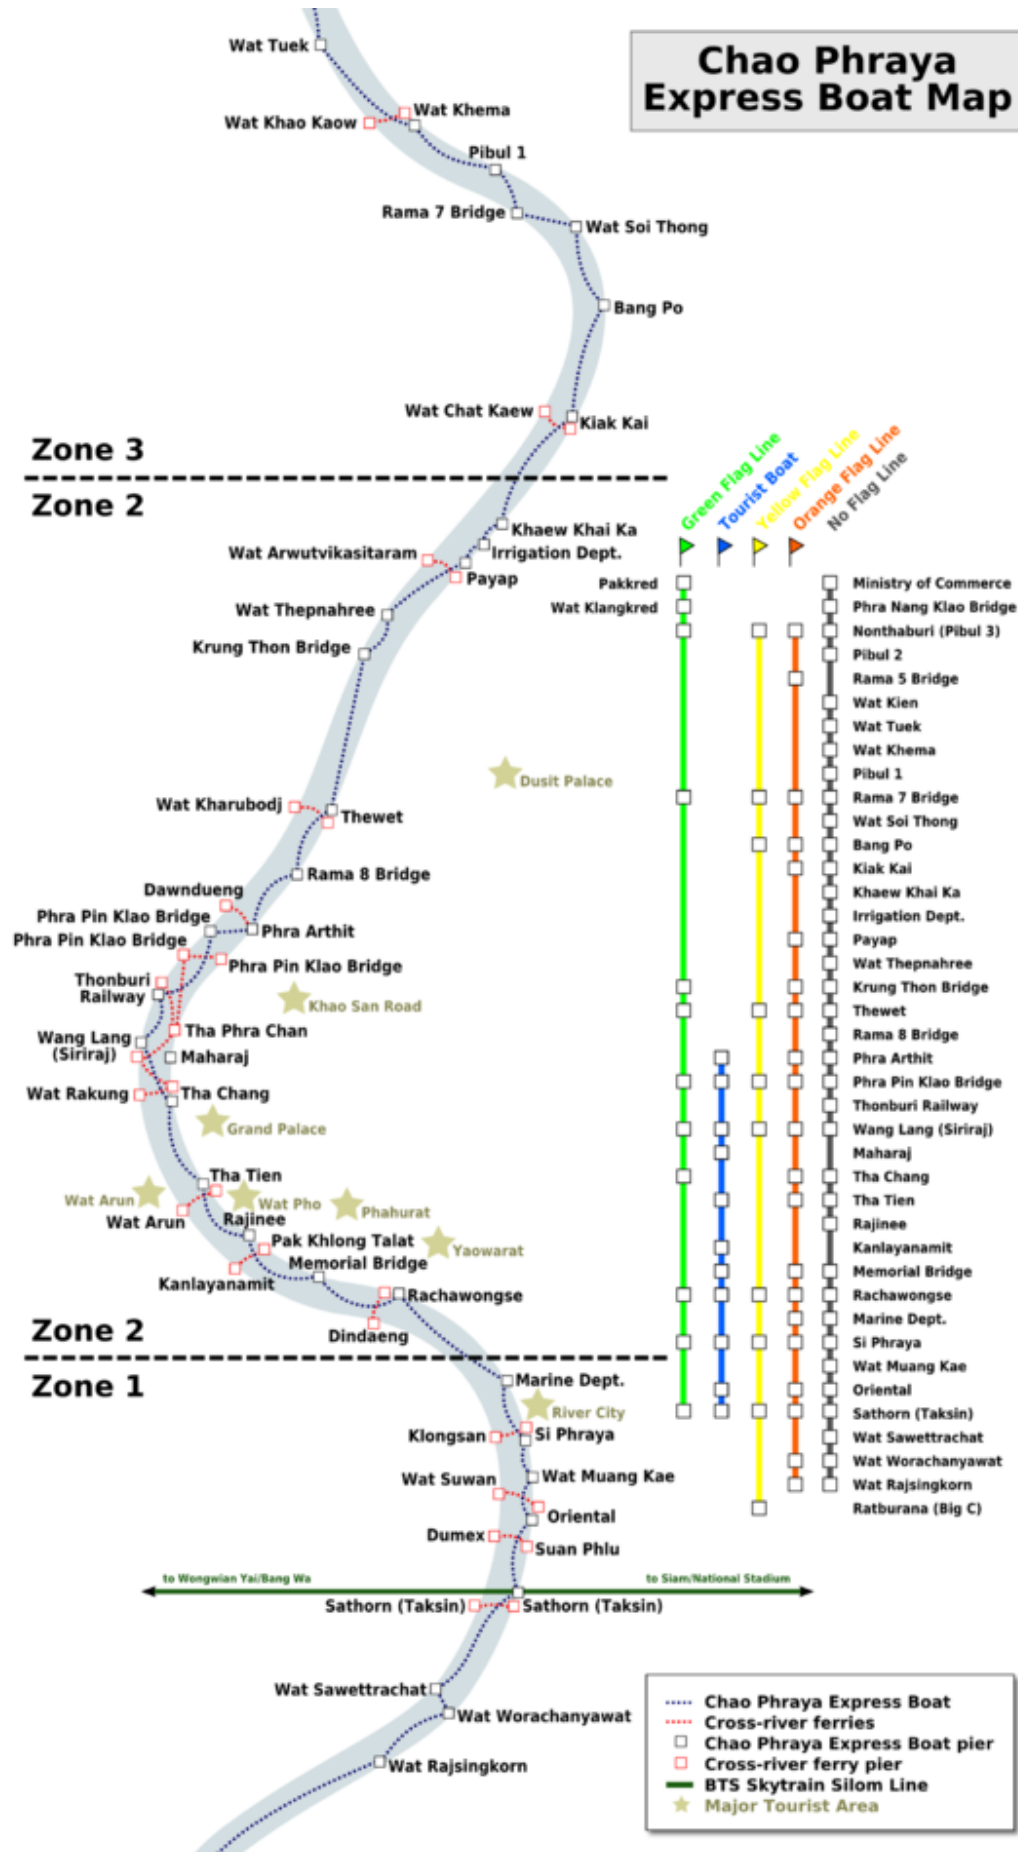 Chao Phraya
Express Boat Map
Wat Tuek
Wat Khema
Wat Khao Kaow
Pibul 1
Rama 7 Bridge
Wat Soi Thong
Bang Po
Wat Chat Kaew
Kiak Kai
Zone 3
Zone 2
Khaew Khai Ka
Irrigation Dept.
Wat Arwutvikasitaram
Payap
Wat Thepnahree
Krung Thon Bridge
Dusit Palace
Wat Kharubodj
Thewet
Rama 8 Bridge
Dawndueng
Phra Pin Klao Bridge
Phra Arthit
Phra Pin Klao Bridge
Phra Pin Klao Bridge
Thonburi
Railway
Khao San Road
Tha Phra Chan
Wang Lang
(Siriraj)
Maharaj
Wat Rakung
Tha Chang
Grand Palace
Tha Tien
Wat Arun
Wat Pho
Phahurat
Wat Arun
Rajinee
Pak Khlong Talat
Yaowarat
Memorial Bridge
Kanlayanamit
Rachawongse
Dindaeng
Zone 2
Zone 1
Marine Dept.
River City
Klongsan
Si Phraya
Wat Suwan
Wat Muang Kae
Oriental
Dumex
Suan Phlu
to Wongwian Yai/Bang Wa
to Siam/National Stadium
Sathorn (Taksin)
Sathorn (Taksin)
Wat Sawettrachat
Wat Worachanyawat
Wat Rajsingkorn
Green Flag Line
Tourist Boat
Yellow Flag Line
Orange Flag Line
No Flag Line
Pakkred
Wat Klangkred
Ministry of Commerce
Phra Nang Klao Bridge
Nonthaburi (Pibul 3)
Pibul 2
Rama 5 Bridge
Wat Kien
Wat Tuek
Wat Khema
Pibul 1
Rama 7 Bridge
Wat Soi Thong
Bang Po
Kiak Kai
Khaew Khai Ka
Irrigation Dept.
Payap
Wat Thepnahree
Krung Thon Bridge
Thewet
Rama 8 Bridge
Phra Arthit
Phra Pin Klao Bridge
Thonburi Railway
Wang Lang (Siriraj)
Maharaj
Tha Chang
Tha Tien
Rajinee
Kanlayanamit
Memorial Bridge
Rachawongse
Marine Dept.
Si Phraya
Wat Muang Kae
Oriental
Sathorn (Taksin)
Wat Sawettrachat
Wat Worachanyawat
Wat Rajsingkorn
Ratburana (Big C)
Chao Phraya Express Boat
Cross-river ferries
Chao Phraya Express Boat pier
Cross-river ferry pier
BTS Skytrain Silom Line
Major Tourist Area